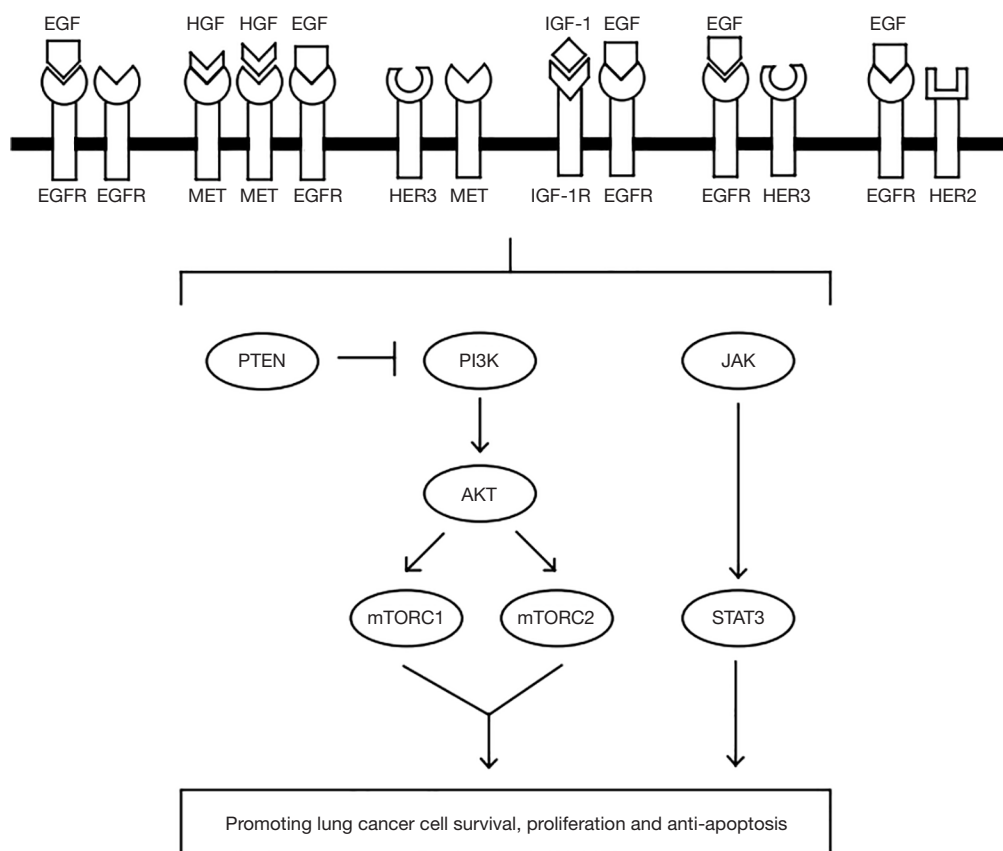 EGF HGF HGF EGF IGF-1 EGF EGF EGF
EGFR EGFR MET MET EGFR HER3 MET IGF-1R EGFR EGFR HER3 EGFR HER2
PTEN PI3K JAK
AKT
mTORC1 mTORC2 STAT3
Promoting lung cancer cell survival, proliferation and anti-apoptosis